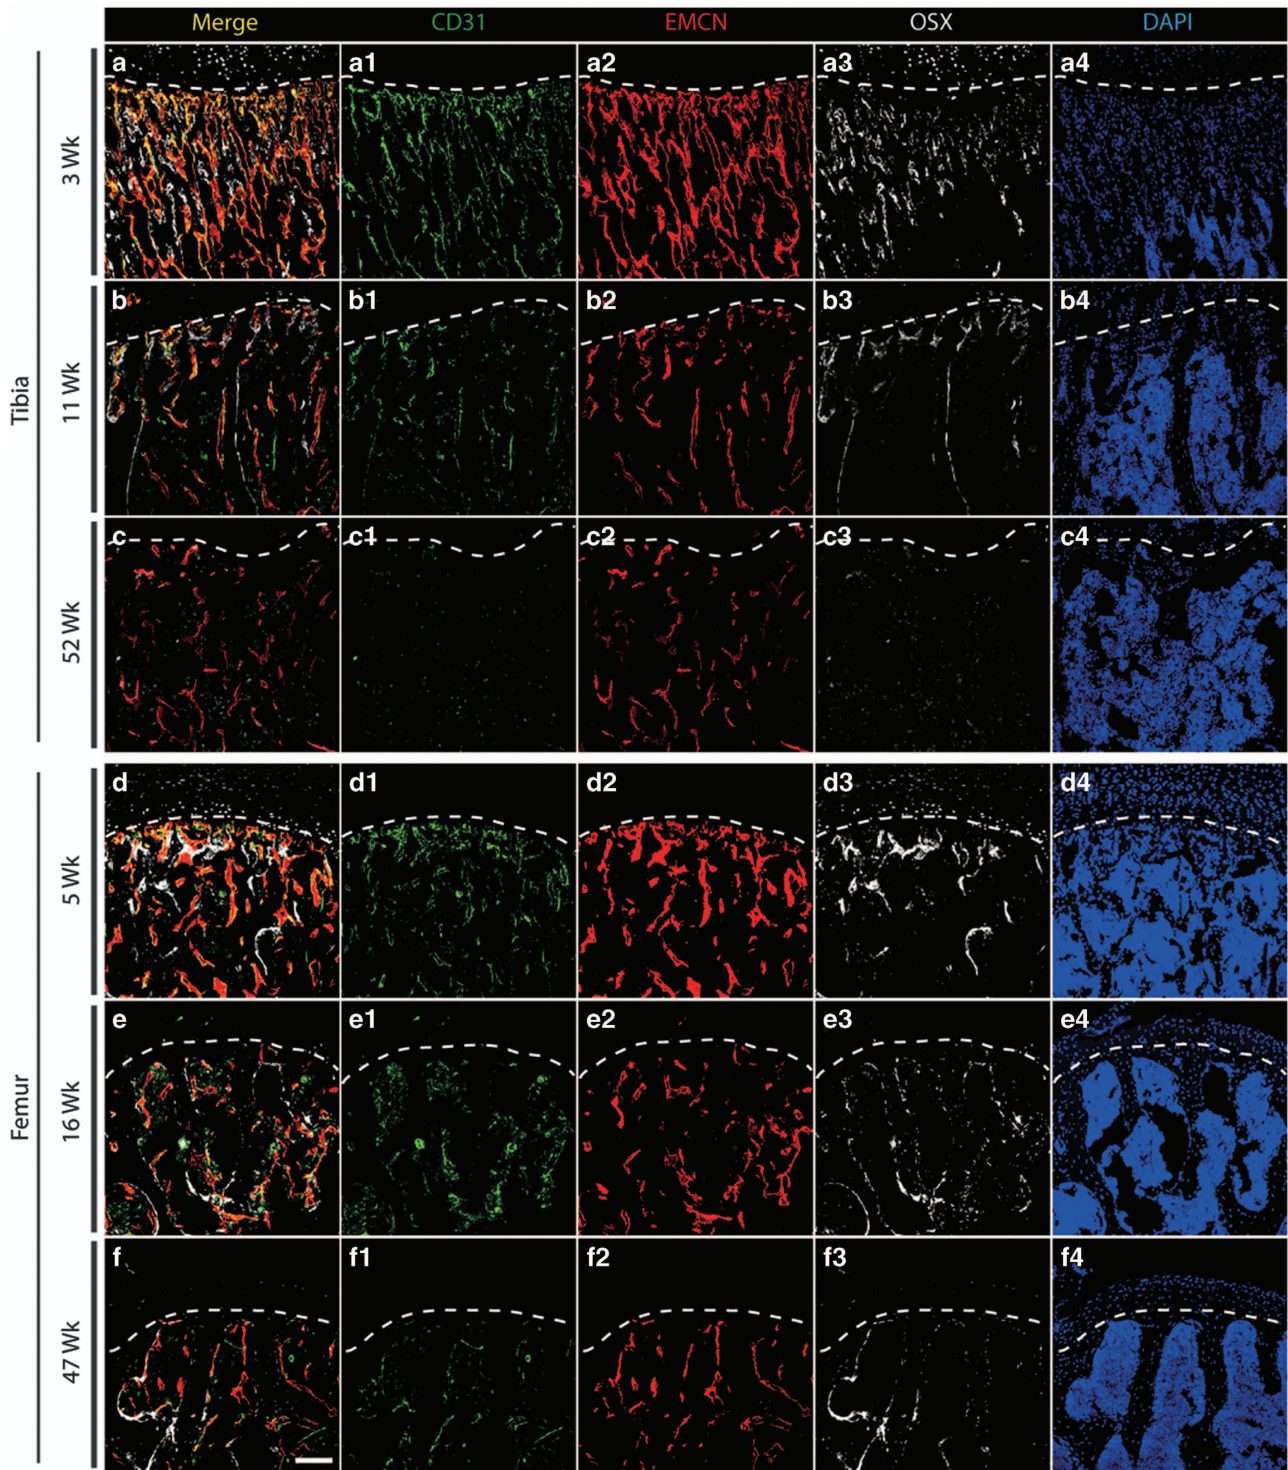 Merge CD31 EMCN OSX DAPI
Tibia
3 Wk
a a1 a2 a3 a4
11 Wk
b b1 b2 b3 b4
52 Wk
c c1 c2 c3 c4
Femur
5 Wk
d d1 d2 d3 d4
16 Wk
e e1 e2 e3 e4
47 Wk
f f1 f2 f3 f4